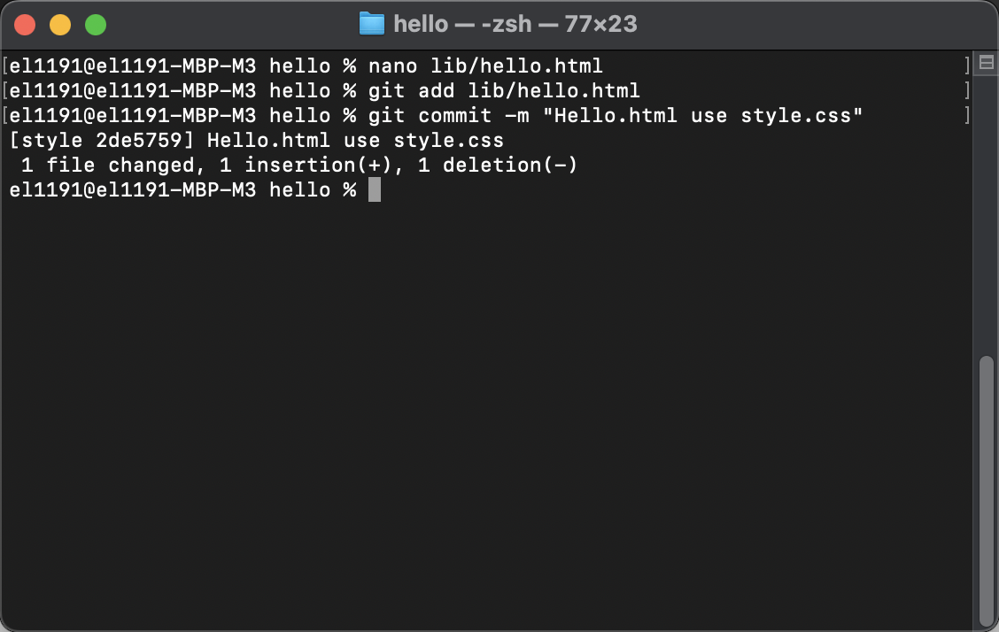 hello — -zsh — 77×23
[el1191@el1191-MBP-M3 hello % nano lib/hello.html ]
[el1191@el1191-MBP-M3 hello % git add lib/hello.html ]
[el1191@el1191-MBP-M3 hello % git commit -m "Hello.html use style.css" ]
[style 2de5759] Hello.html use style.css
 1 file changed, 1 insertion(+), 1 deletion(-)
el1191@el1191-MBP-M3 hello %